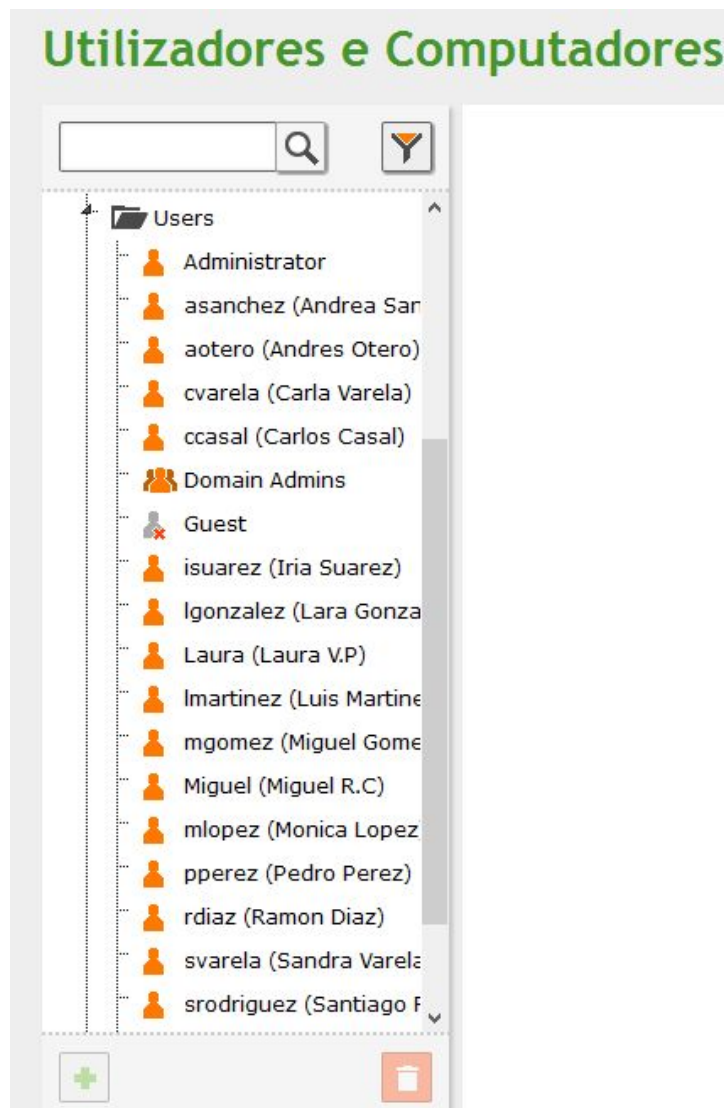 Utilizadores e Computadores
Users
Administrator
asanchez (Andrea San
aotero (Andres Otero)
cvarela (Carla Varela)
ccasal (Carlos Casal)
Domain Admins
Guest
isuarez (Iria Suarez)
lgonzalez (Lara Gonza
Laura (Laura V.P)
lmartinez (Luis Martine
mgomez (Miguel Gome
Miguel (Miguel R.C)
mlopez (Monica Lopez
pperez (Pedro Perez)
rdiaz (Ramon Diaz)
svarela (Sandra Varela
srodriguez (Santiago